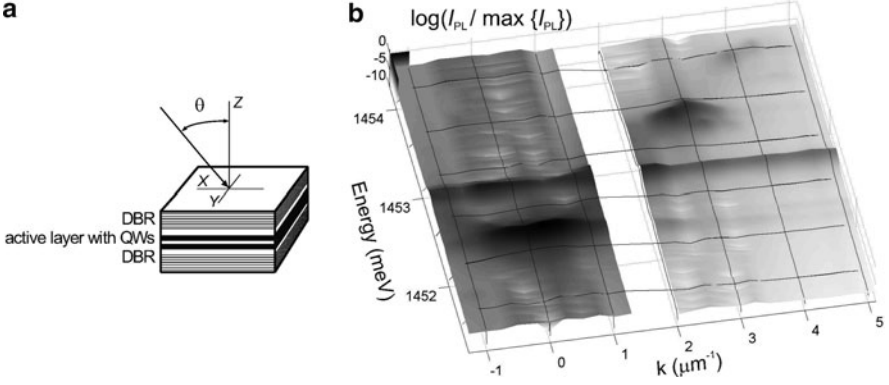 a
θ
Z
X
Y
DBR
active layer with QWs
DBR
b
log(I_PL / max {I_PL})
0
-5
-10
1454
1453
1452
Energy (meV)
-1
0
1
2
3
4
5
k (μm⁻¹)